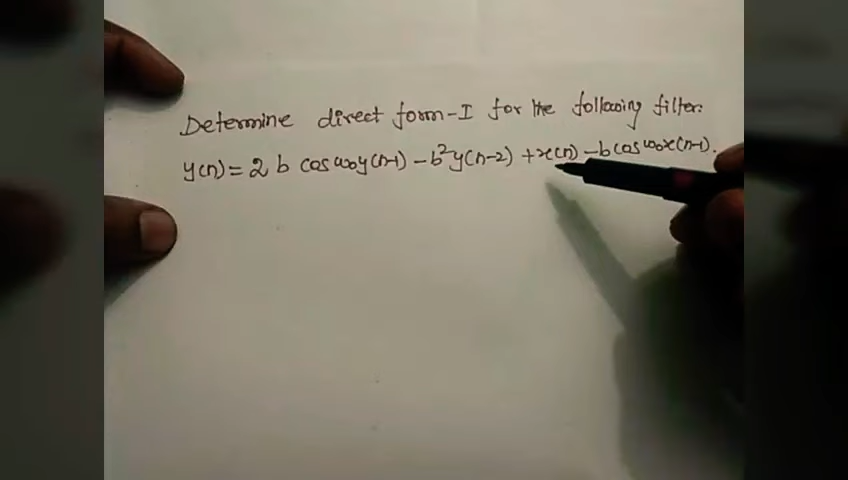 Determine direct form-I for the following filter.
y(n) = 2 b cos ω₀ y(n-1) - b²y(n-2) + x(n) - b cos ω₀ x(n-1).